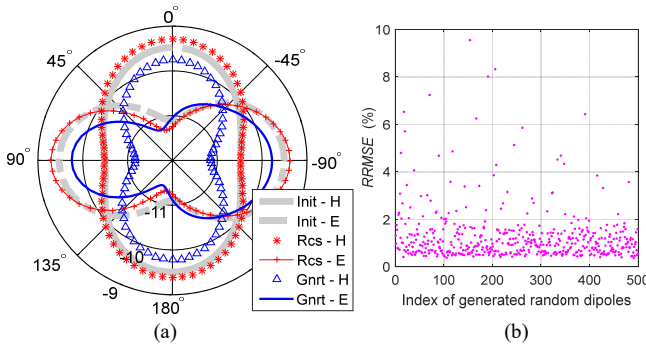 0°
45°
-45°
90°
-90°
135°
-9
-10
-11
180°
Init - H
Init - E
Rcs - H
Rcs - E
Gnrt - H
Gnrt - E
(a)
RRMSE (%)
10
8
6
4
2
0
0 100 200 300 400 500
Index of generated random dipoles
(b)